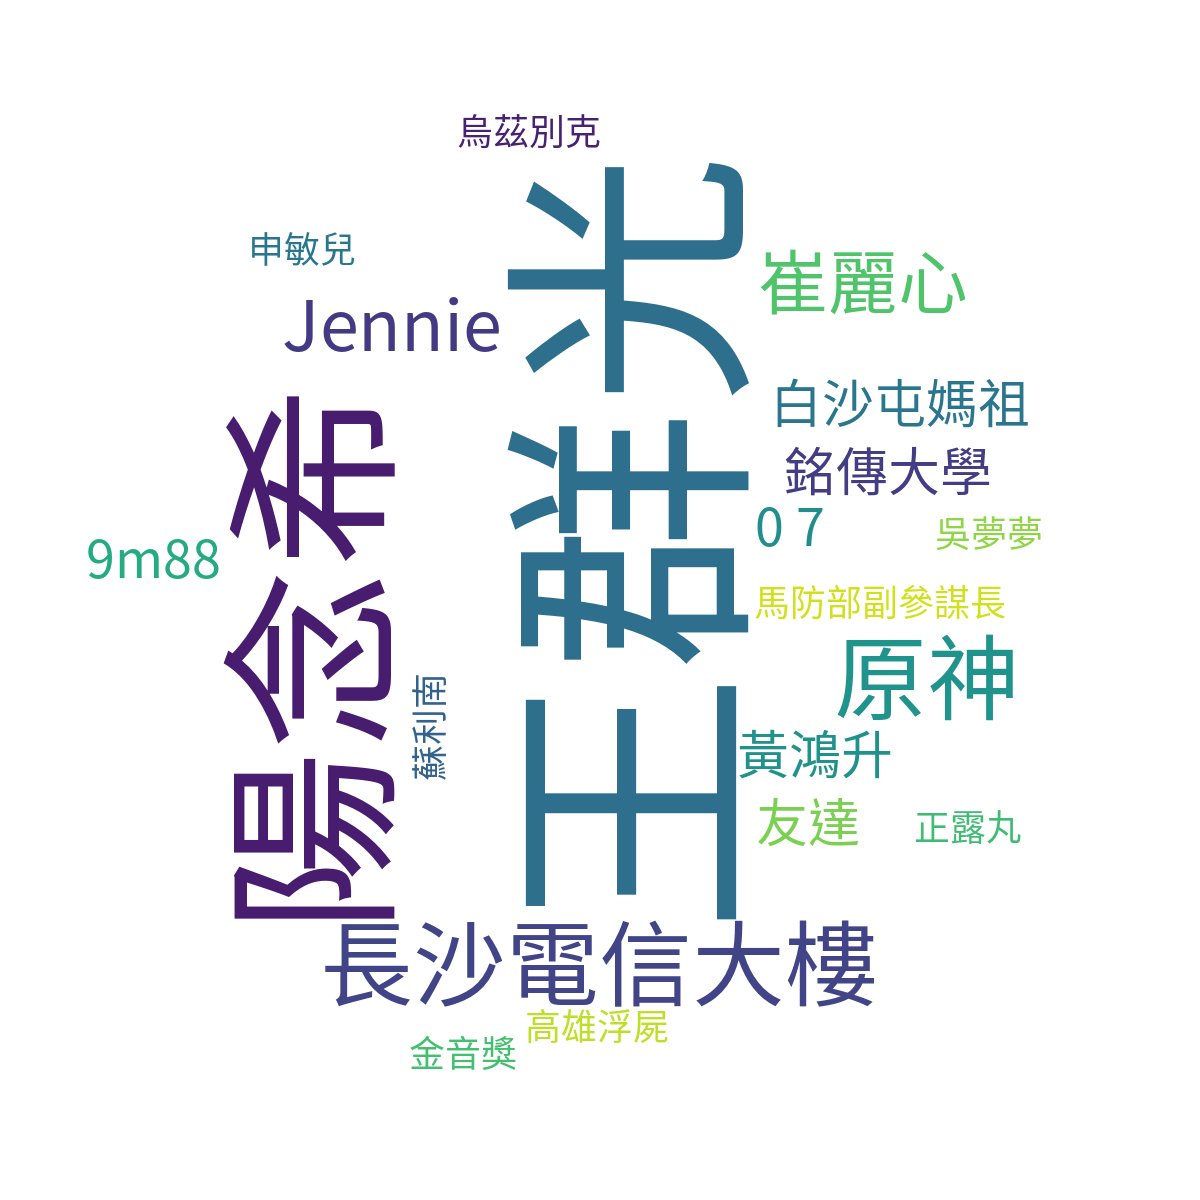 烏茲別克
申敏兒
Jennie
王群光
崔麗心
陽念希
白沙屯媽祖
銘傳大學
07
吳夢夢
9m88
馬防部副參謀長
原神
蘇利南
黃鴻升
友達
正露丸
長沙電信大樓
高雄浮屍
金音獎